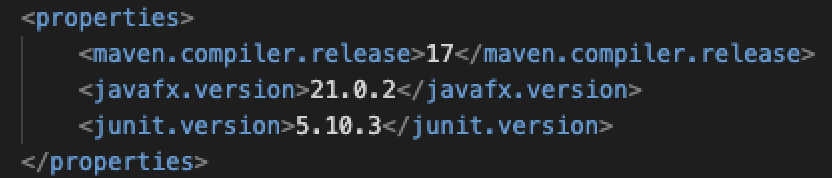 <properties>
<maven.compiler.release>17</maven.compiler.release>
<javafx.version>21.0.2</javafx.version>
<junit.version>5.10.3</junit.version>
</properties>